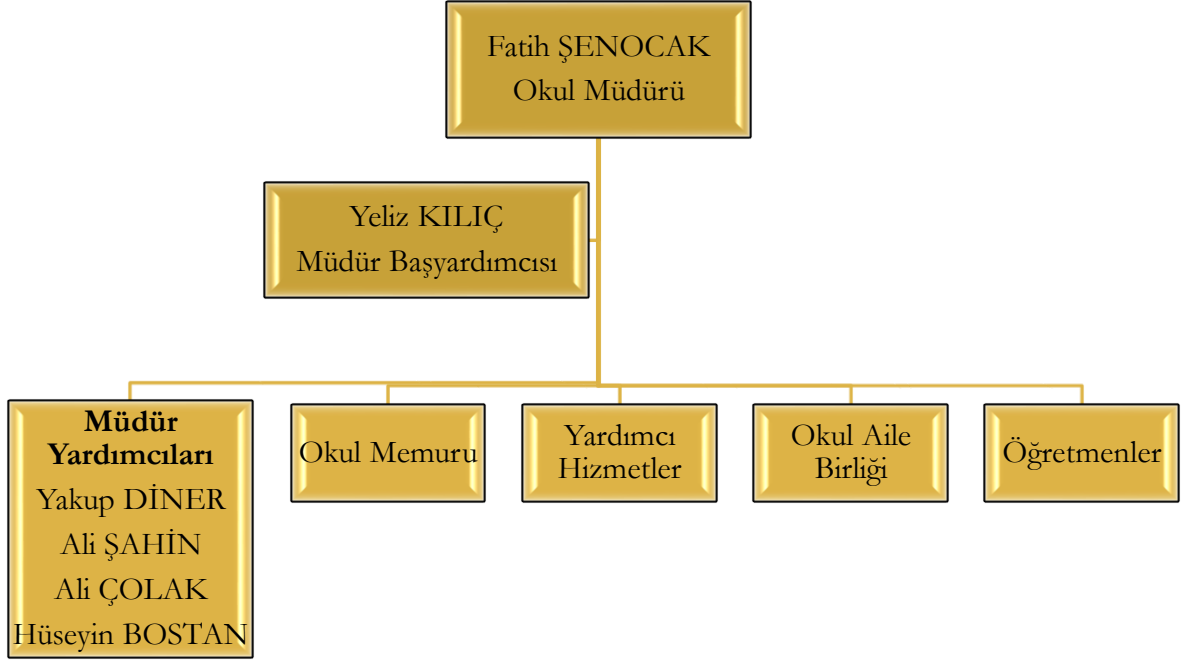 Fatih ŞENOCAK
Okul Müdürü
Yeliz KILIÇ
Müdür Başyardımcısı
Müdür
Yardımcıları
Yakup DİNER
Ali ŞAHİN
Ali ÇOLAK
Hüseyin BOSTAN
Okul Memuru
Yardımcı
Hizmetler
Okul Aile
Birliği
Öğretmenler